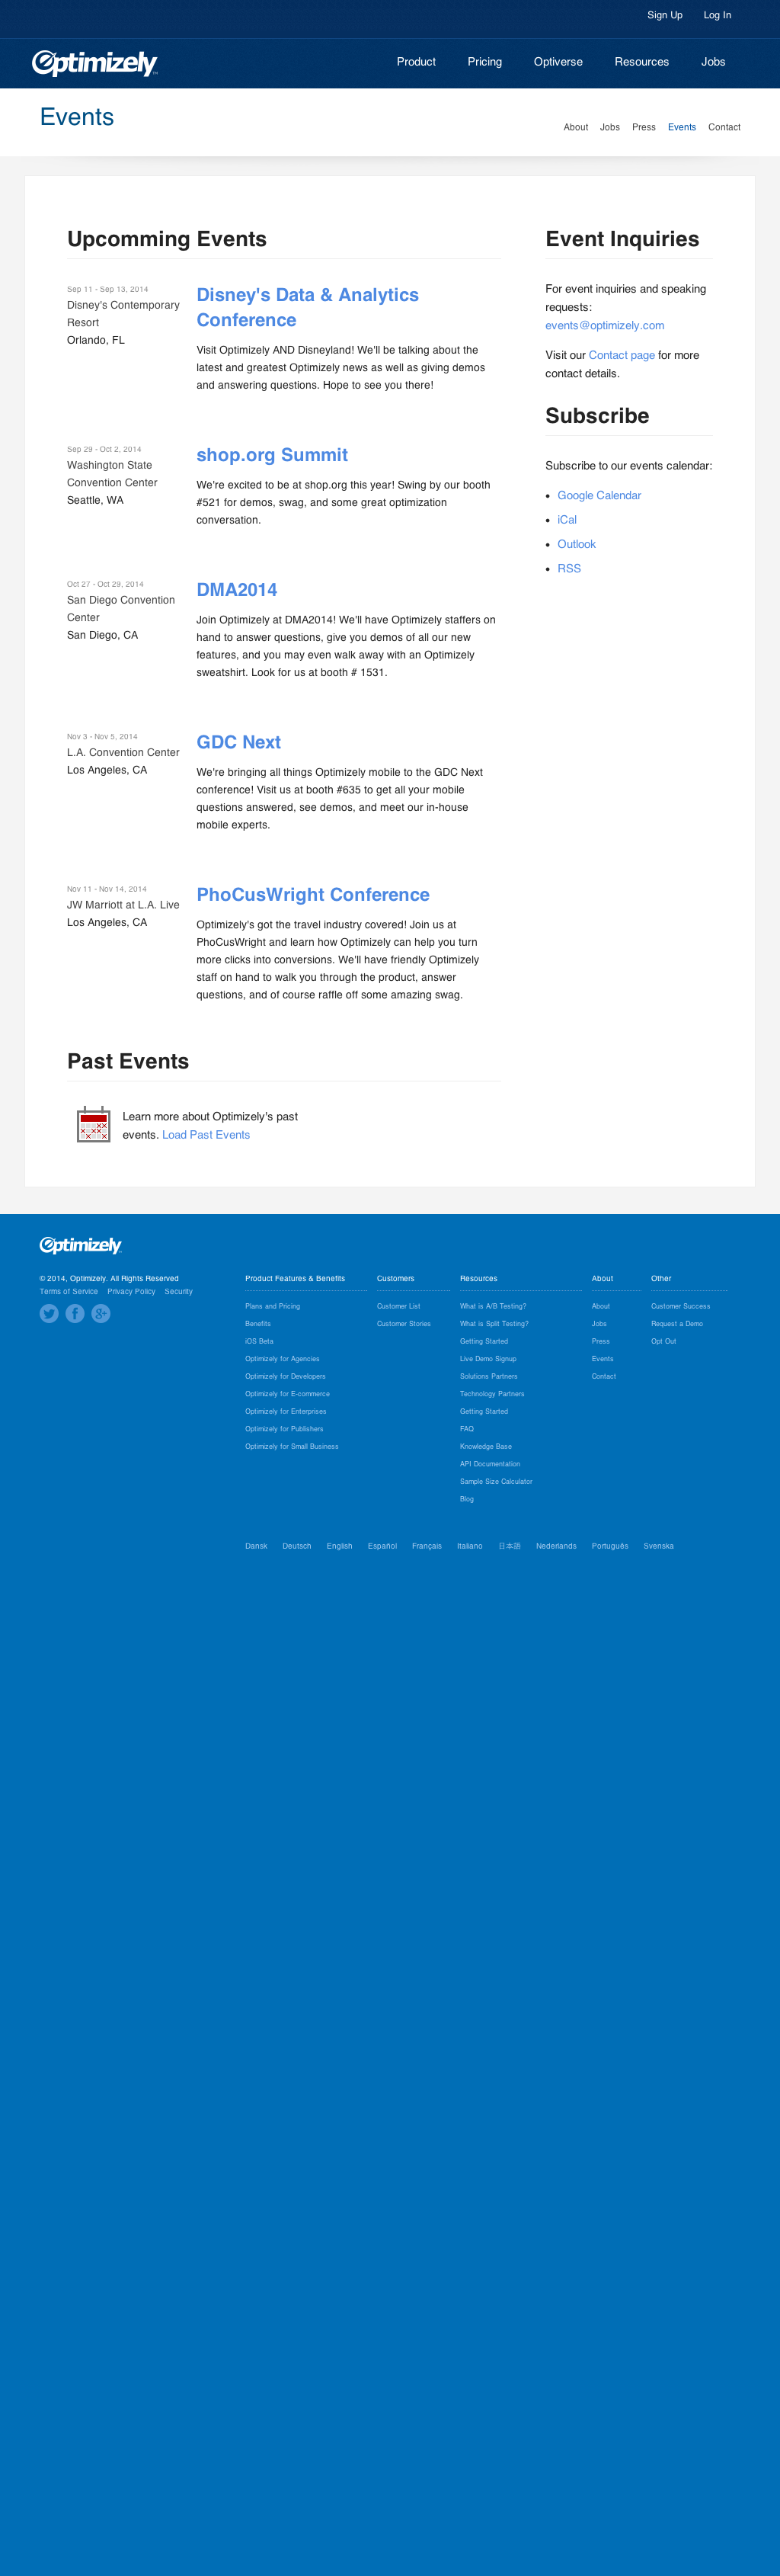 Sign Up Log In
Optimizely
Product Pricing Optiverse Resources Jobs
Events
About Jobs Press Events Contact
Upcomming Events
Sep 11 - Sep 13, 2014
Disney's Contemporary
Resort
Orlando, FL
Disney's Data & Analytics
Conference
Visit Optimizely AND Disneyland! We'll be talking about the
latest and greatest Optimizely news as well as giving demos
and answering questions. Hope to see you there!
Sep 29 - Oct 2, 2014
Washington State
Convention Center
Seattle, WA
shop.org Summit
We're excited to be at shop.org this year! Swing by our booth
#521 for demos, swag, and some great optimization
conversation.
Oct 27 - Oct 29, 2014
San Diego Convention
Center
San Diego, CA
DMA2014
Join Optimizely at DMA2014! We'll have Optimizely staffers on
hand to answer questions, give you demos of all our new
features, and you may even walk away with an Optimizely
sweatshirt. Look for us at booth # 1531.
Nov 3 - Nov 5, 2014
L.A. Convention Center
Los Angeles, CA
GDC Next
We're bringing all things Optimizely mobile to the GDC Next
conference! Visit us at booth #635 to get all your mobile
questions answered, see demos, and meet our in-house
mobile experts.
Nov 11 - Nov 14, 2014
JW Marriott at L.A. Live
Los Angeles, CA
PhoCusWright Conference
Optimizely's got the travel industry covered! Join us at
PhoCusWright and learn how Optimizely can help you turn
more clicks into conversions. We'll have friendly Optimizely
staff on hand to walk you through the product, answer
questions, and of course raffle off some amazing swag.
Past Events
Learn more about Optimizely's past
events. Load Past Events
Event Inquiries
For event inquiries and speaking
requests:
events@optimizely.com
Visit our Contact page for more
contact details.
Subscribe
Subscribe to our events calendar:
Google Calendar
iCal
Outlook
RSS
Optimizely
© 2014, Optimizely. All Rights Reserved
Terms of Service Privacy Policy Security
Product Features & Benefits
Plans and Pricing
Benefits
iOS Beta
Optimizely for Agencies
Optimizely for Developers
Optimizely for E-commerce
Optimizely for Enterprises
Optimizely for Publishers
Optimizely for Small Business
Customers
Customer List
Customer Stories
Resources
What is A/B Testing?
What is Split Testing?
Getting Started
Live Demo Signup
Solutions Partners
Technology Partners
Getting Started
FAQ
Knowledge Base
API Documentation
Sample Size Calculator
Blog
About
About
Jobs
Press
Events
Contact
Other
Customer Success
Request a Demo
Opt Out
Dansk Deutsch English Español Français Italiano 日本語 Nederlands Português Svenska